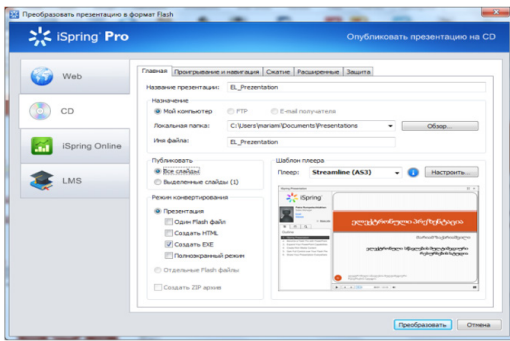 Преобразовать презентацию в формат Flash
iSpring Pro
Опубликовать презентацию на CD
Web
CD
iSpring Online
LMS
Главная Проигрывание и навигация Сжатие Расширенные Защита
Название презентации: EL_Prezentation
Назначение
Мой компьютер FTP E-mail получателя
Локальная папка: C:\Users\mariami\Documents\Presentations Обзор...
Имя файла: EL_Prezentation
Публиковать
Все слайды
Выделенные слайды (1)
Режим конвертирования
Презентация
Один Flash файл
Создать HTML
Создать EXE
Полноэкранный режим
Отдельные Flash файлы
Создать ZIP архив
Шаблон плеера
Плеер: Streamline (AS3) Настроить...
iSpring
ელექტრონული პრეზენტაცია
Преобразовать Отмена